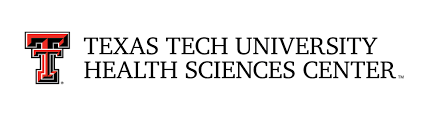 TEXAS TECH UNIVERSITY
HEALTH SCIENCES CENTER™